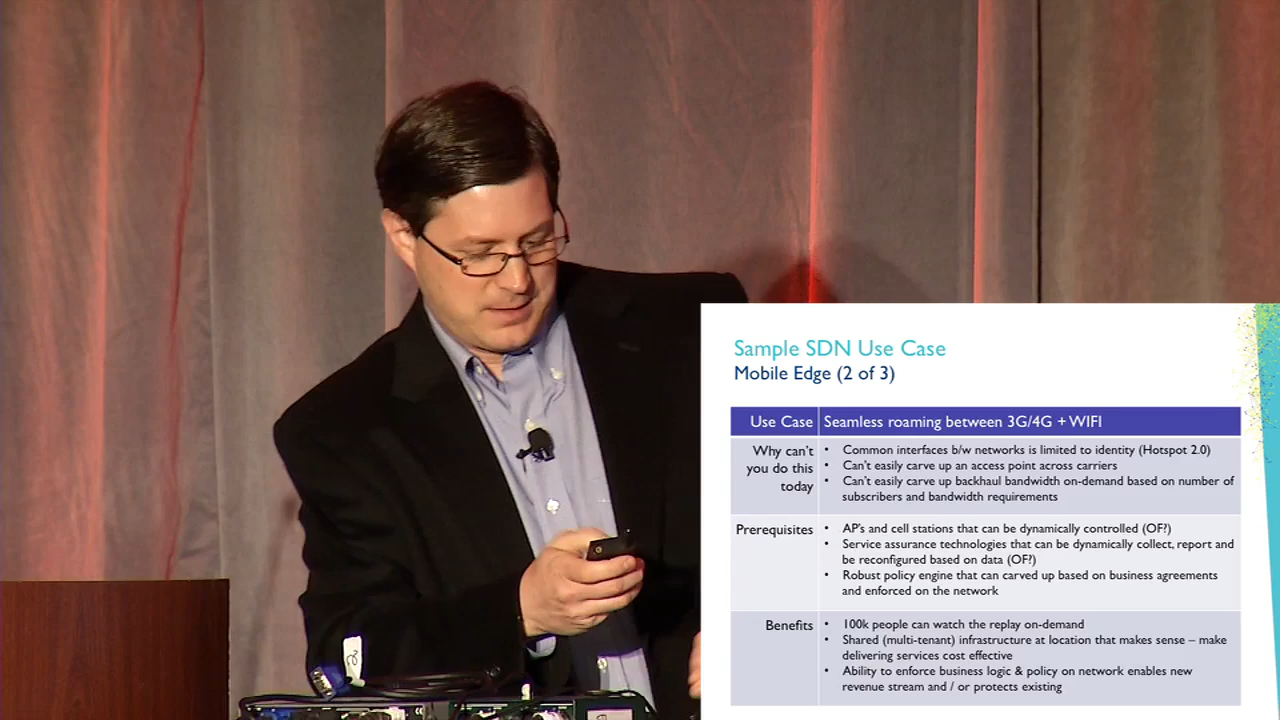 Sample SDN Use Case
Mobile Edge (2 of 3)
Use Case
Seamless roaming between 3G/4G + WIFI
Why can't
you do this
today
• Common interfaces b/w networks is limited to identity (Hotspot 2.0)
• Can't easily carve up an access point across carriers
• Can't easily carve up backhaul bandwidth on-demand based on number of
subscribers and bandwidth requirements
Prerequisites
• AP's and cell stations that can be dynamically controlled (OF?)
• Service assurance technologies that can be dynamically collect, report and
be reconfigured based on data (OF?)
• Robust policy engine that can carved up based on business agreements
and enforced on the network
Benefits
• 100k people can watch the replay on-demand
• Shared (multi-tenant) infrastructure at location that makes sense – make
delivering services cost effective
• Ability to enforce business logic & policy on network enables new
revenue stream and / or protects existing